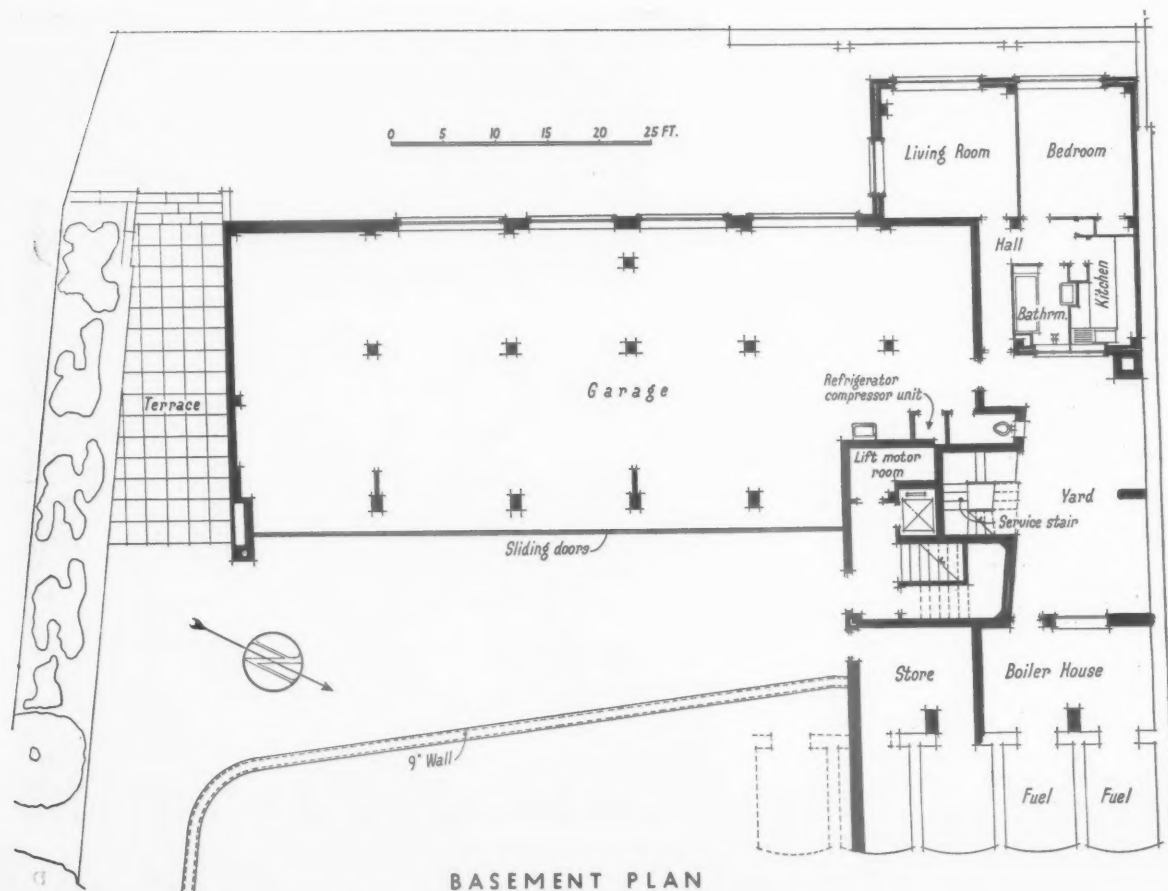 0 5 10 15 20 25 FT.
Living Room
Bedroom
Hall
Kitchen
Bathrm.
Terrace
Garage
Refrigerator
compressor unit
Lift motor
room
Yard
Service stair
Sliding doors
Store
Boiler House
9" Wall
Fuel
Fuel
BASEMENT PLAN